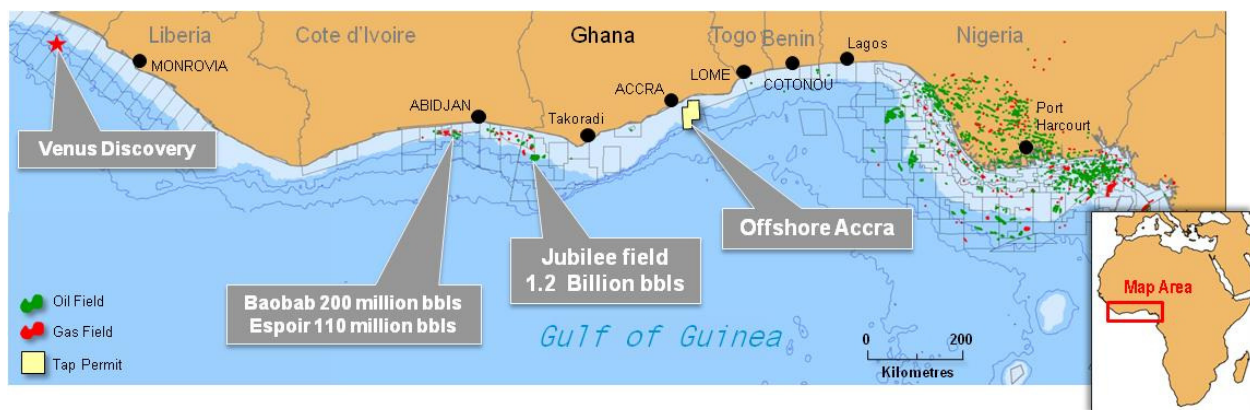 Liberia
Cote d'Ivoire
Ghana
Togo
Benin
Lagos
Nigeria
MONROVIA
LOME
COTONOU
ACCRA
ABIDJAN
Takoradi
Port
Harçourt
Venus Discovery
Offshore Accra
Jubilee field
1.2 Billion bbls
Baobab 200 million bbls
Espoir 110 million bbls
Map Area
Oil Field
Gas Field
Tap Permit
Gulf of Guinea
0 200
Kilometres